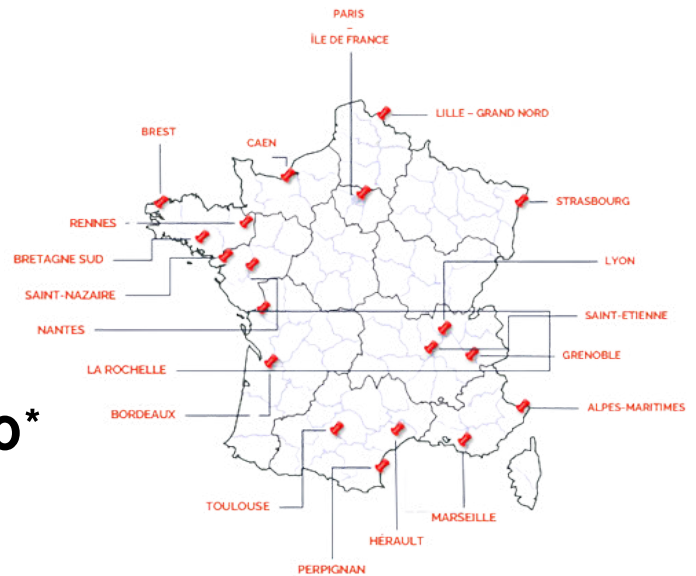 PARIS
–
ÎLE DE FRANCE
LILLE – GRAND NORD
BREST
CAEN
STRASBOURG
RENNES -
BRETAGNE SUD
LYON
SAINT-NAZAIRE
SAINT-ETIENNE
NANTES
GRENOBLE
LA ROCHELLE
ALPES-MARITIMES
BORDEAUX
*
TOULOUSE
MARSEILLE
HÉRAULT
PERPIGNAN